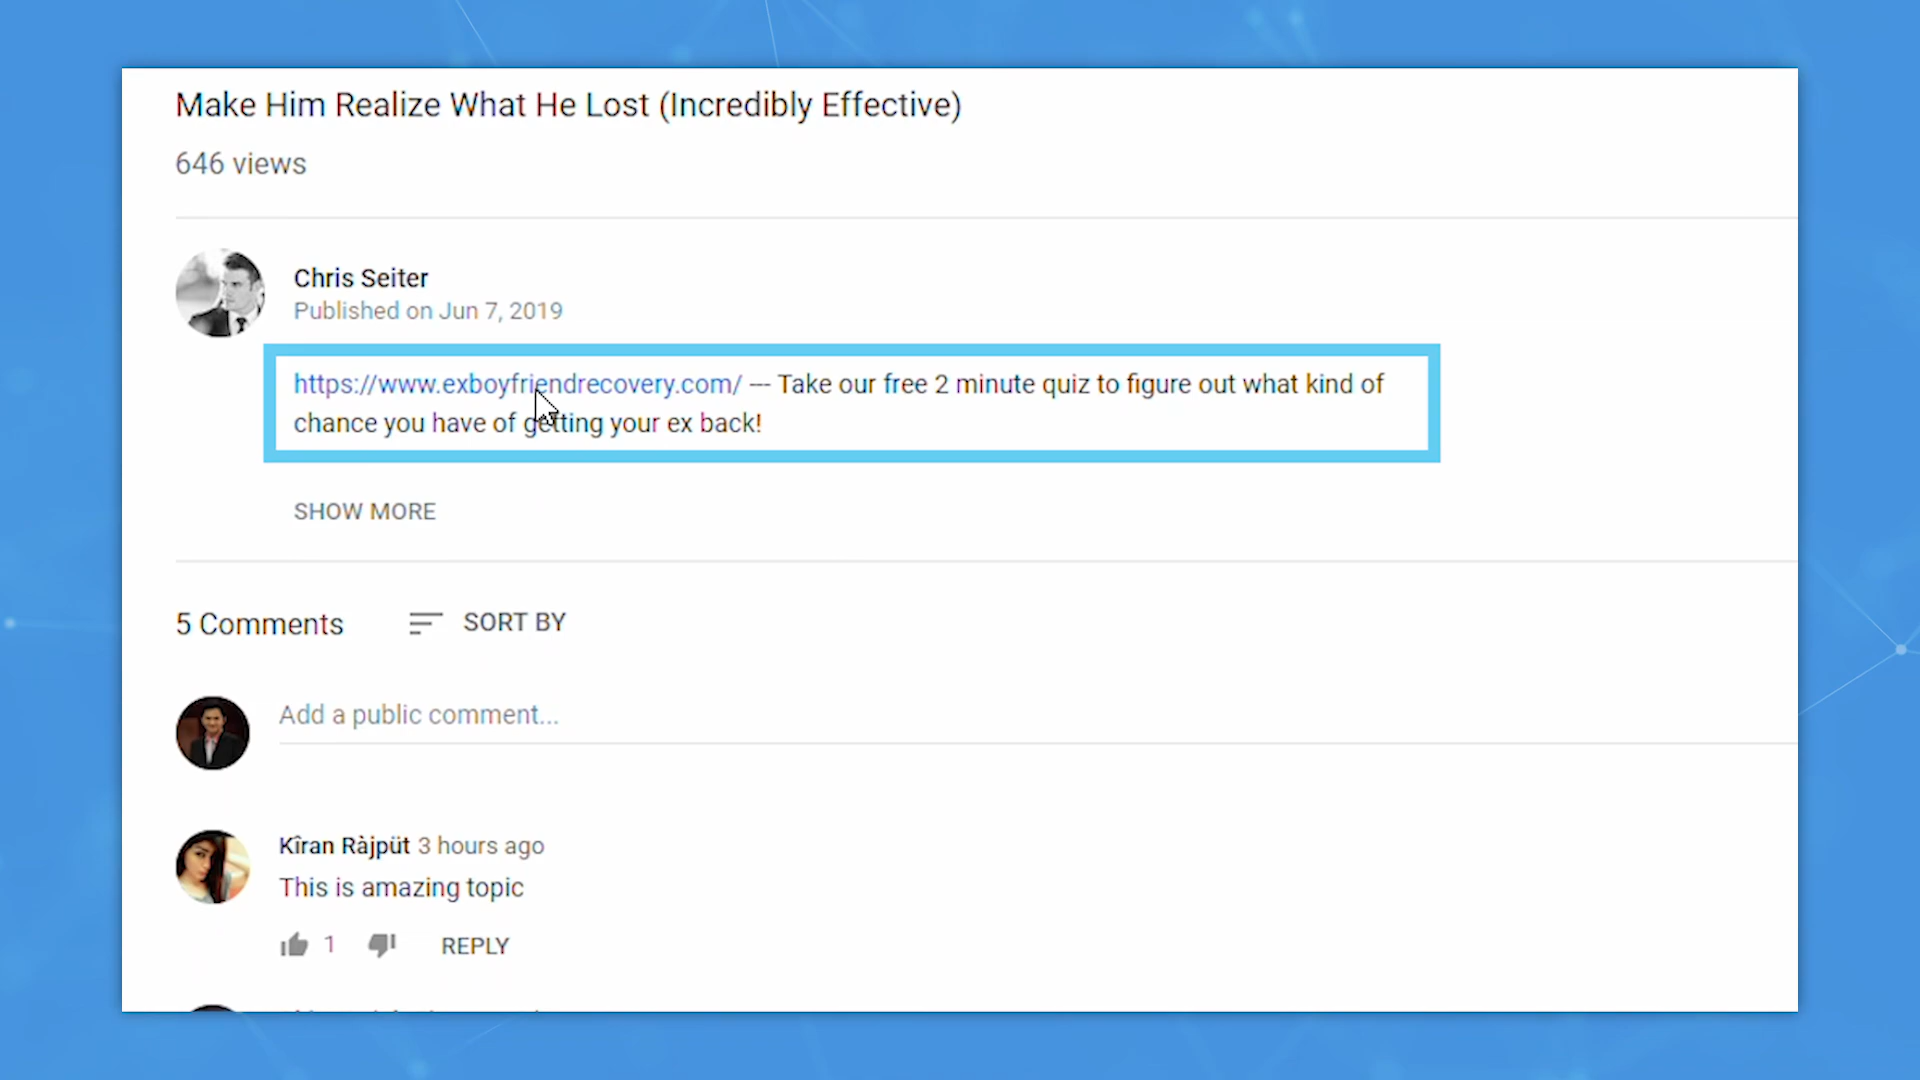 Make Him Realize What He Lost (Incredibly Effective)
646 views
Chris Seiter
Published on Jun 7, 2019
https://www.exboyfriendrecovery.com/ --- Take our free 2 minute quiz to figure out what kind of
chance you have of getting your ex back!
SHOW MORE
5 Comments SORT BY
Add a public comment...
Kîran Ràjpüt 3 hours ago
This is amazing topic
1 REPLY